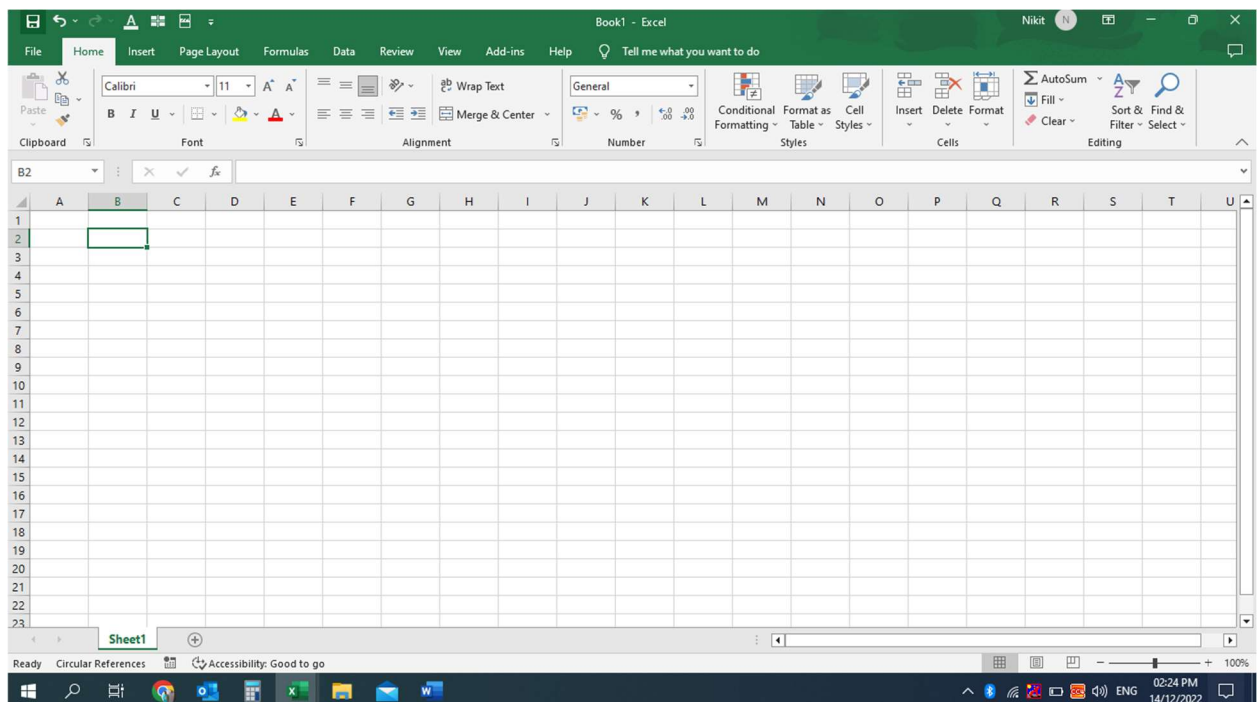 Book1 - Excel
Nikit N
File Home Insert Page Layout Formulas Data Review View Add-ins Help Tell me what you want to do
Paste
Clipboard
Calibri 11 A A
B I U A
Font
ab Wrap Text
Merge & Center
Alignment
General
% , .00 .0
Number
Conditional Formatting
Format as Table
Cell Styles
Styles
Insert Delete Format
Cells
AutoSum
Fill
Clear
Sort & Filter
Find & Select
Editing
B2 fx
A B C D E F G H I J K L M N O P Q R S T U
1
2
3
4
5
6
7
8
9
10
11
12
13
14
15
16
17
18
19
20
21
22
23
Sheet1
Ready Circular References Accessibility: Good to go 100%
ENG 02:24 PM
14/12/2022